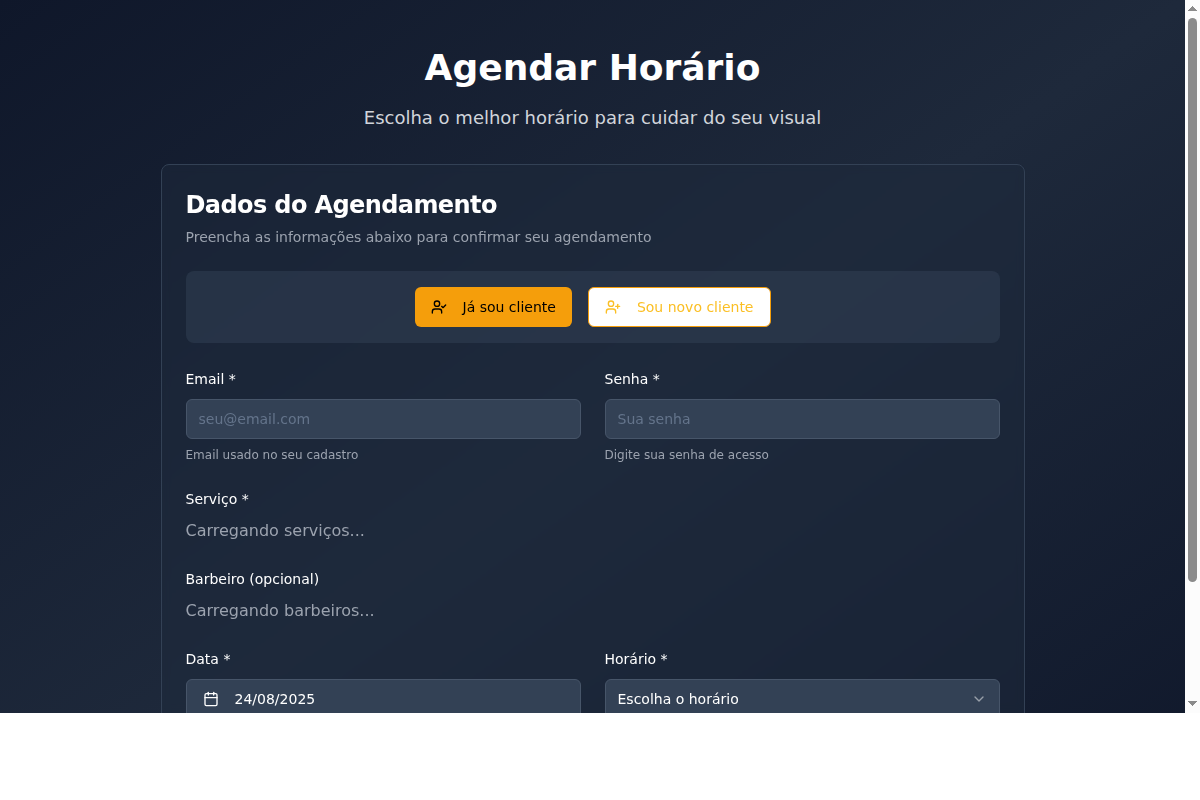 Agendar Horário
Escolha o melhor horário para cuidar do seu visual
Dados do Agendamento
Preencha as informações abaixo para confirmar seu agendamento
Já sou cliente
Sou novo cliente
Email *
Senha *
seu@email.com
Sua senha
Email usado no seu cadastro
Digite sua senha de acesso
Serviço *
Carregando serviços...
Barbeiro (opcional)
Carregando barbeiros...
Data *
Horário *
24/08/2025
Escolha o horário